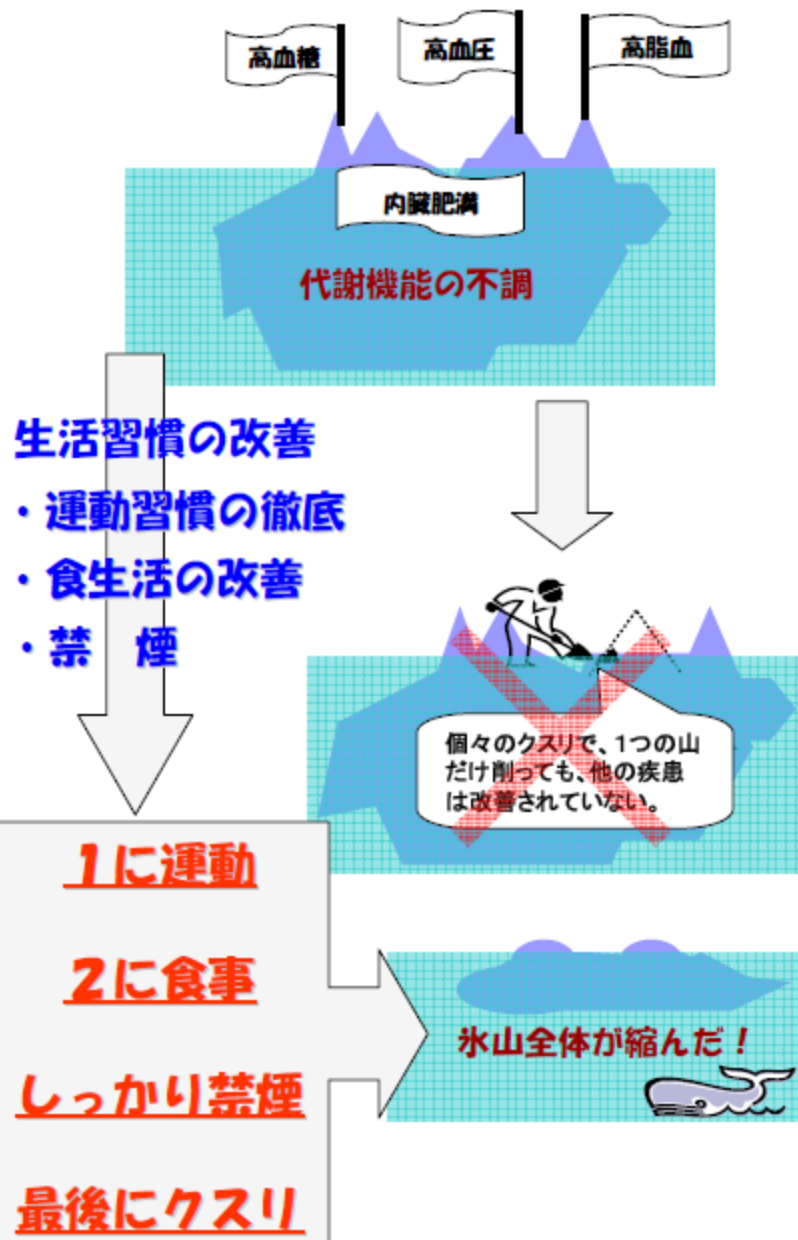 高血糖
高血圧
高脂血
内臓肥満
代謝機能の不調
生活習慣の改善
・運動習慣の徹底
・食生活の改善
・禁　煙
個々のクスリで、1つの山
だけ削っても、他の疾患
は改善されていない。
1に運動
2に食事
しっかり禁煙
最後にクスリ
氷山全体が縮んだ！